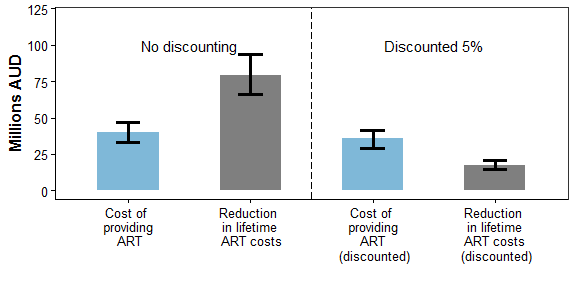 Millions AUD
125
100
75
50
25
0
No discounting
Discounted 5%
Cost of
providing
ART
Reduction
in lifetime
ART costs
Cost of
providing
ART
(discounted)
Reduction
in lifetime
ART costs
(discounted)